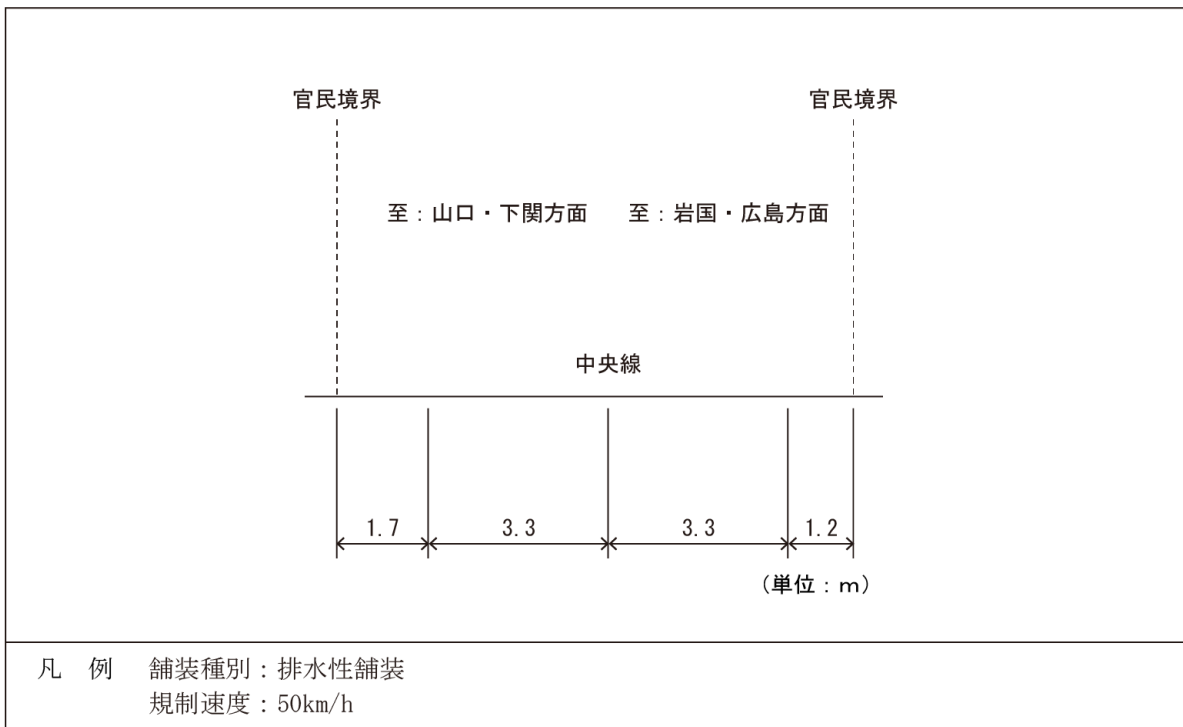 官民境界 官民境界
至：山口・下関方面 至：岩国・広島方面
中央線
1.7 3.3 3.3 1.2
（単位：ｍ）
凡 例 舗装種別：排水性舗装
規制速度：50km/h